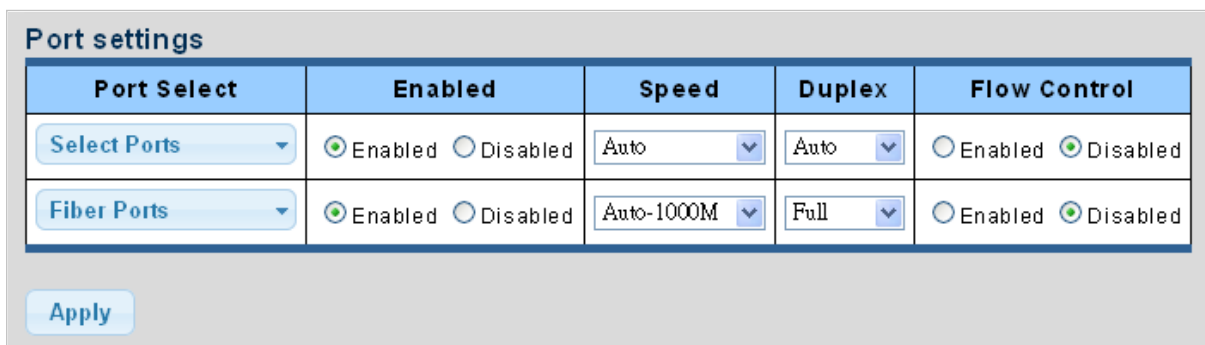 Port settings
Port Select Enabled Speed Duplex Flow Control
Select Ports Enabled Disabled Auto Auto Enabled Disabled
Fiber Ports Enabled Disabled Auto-1000M Full Enabled Disabled
Apply